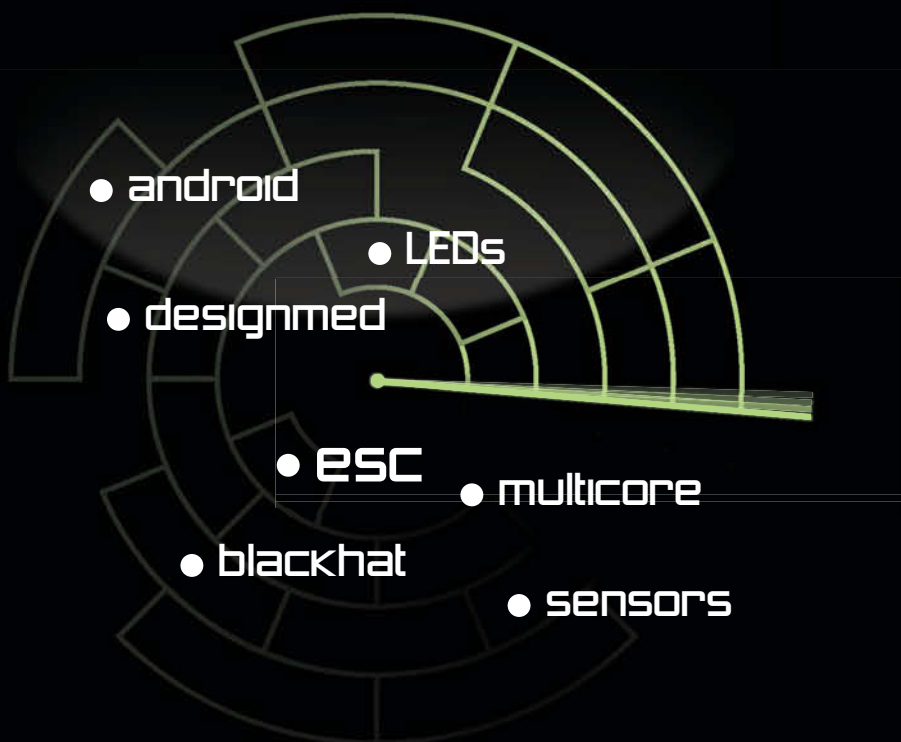 android
LEDs
designmed
esc
multicore
blackhat
sensors